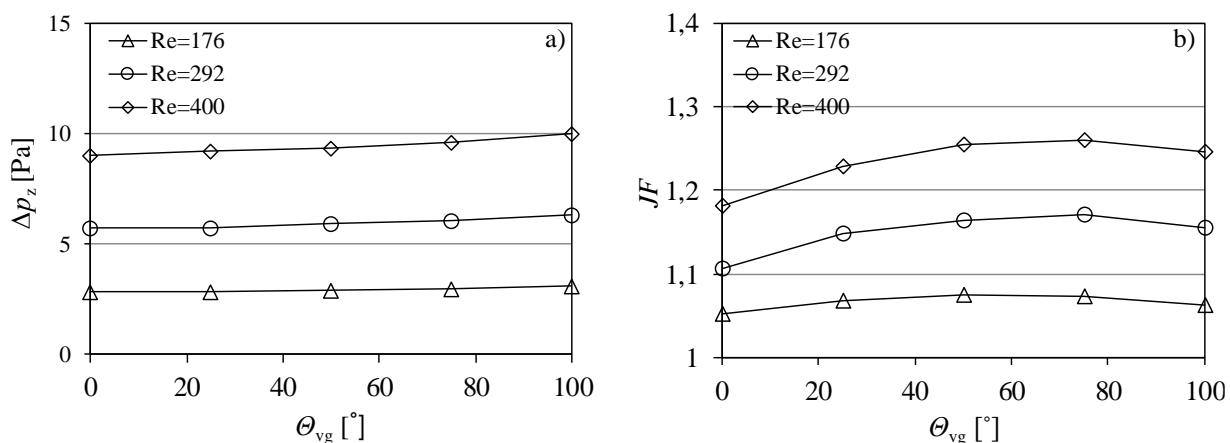 15
10
5
0
Δp_z [Pa]
a)
Re=176
Re=292
Re=400
0 20 40 60 80 100
Θ_vg [°]
1,4
1,3
1,2
1,1
1
JF
b)
Re=176
Re=292
Re=400
0 20 40 60 80 100
Θ_vg [°]